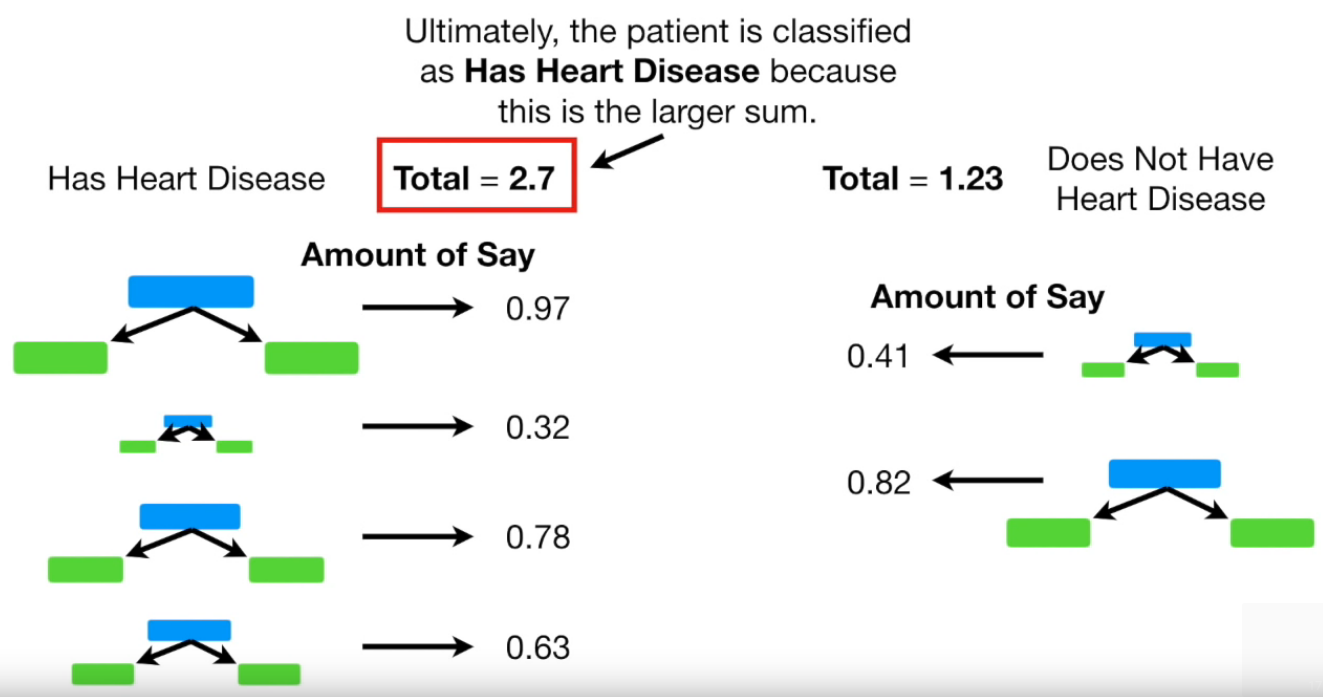 Ultimately, the patient is classified
as Has Heart Disease because
this is the larger sum.
Has Heart Disease
Total = 2.7
Total = 1.23
Does Not Have
Heart Disease
Amount of Say
0.97
0.32
0.78
0.63
Amount of Say
0.41
0.82